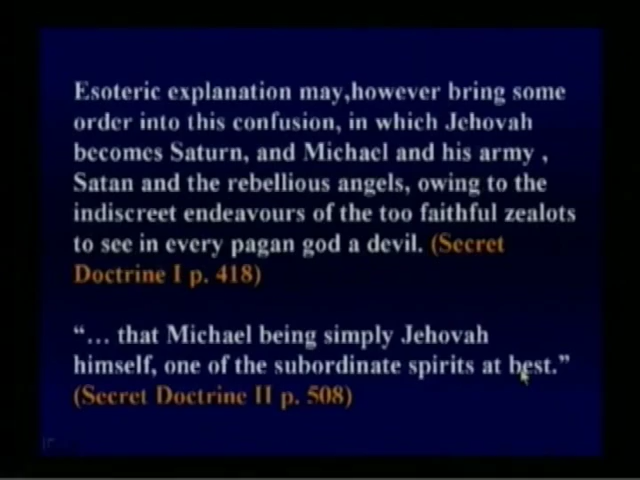 Esoteric explanation may,however bring some
order into this confusion, in which Jehovah
becomes Saturn, and Michael and his army ,
Satan and the rebellious angels, owing to the
indiscreet endeavours of the too faithful zealots
to see in every pagan god a devil. (Secret
Doctrine I p. 418)
“… that Michael being simply Jehovah
himself, one of the subordinate spirits at best.”
(Secret Doctrine II p. 508)